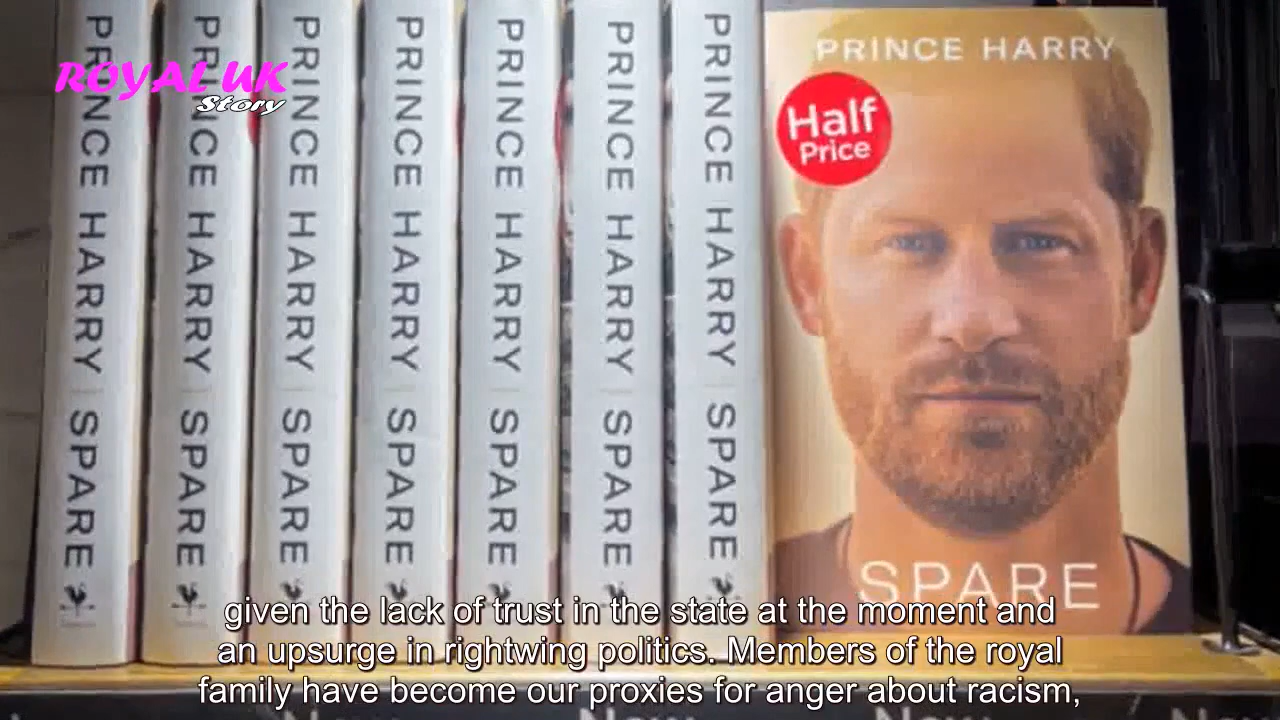 ROYAL UK
Story
PRINCE HARRY SPARE
PRINCE HARRY SPARE
PRINCE HARRY SPARE
PRINCE HARRY SPARE
PRINCE HARRY SPARE
PRINCE HARRY SPARE
PRINCE HARRY SPARE
PRINCE HARRY
Half
Price
SPARE
given the lack of trust in the state at the moment and
an upsurge in rightwing politics. Members of the royal
family have become our proxies for anger about racism,